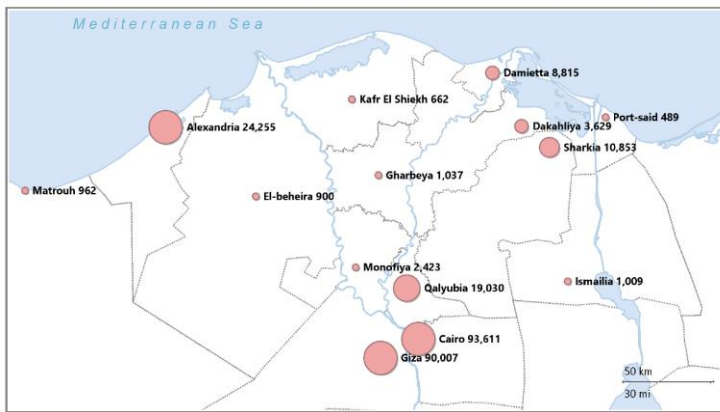 Mediterranean Sea
Damietta 8,815
Kafr El Shiekh 662
Port-said 489
Alexandria 24,255
Dakahliya 3,629
Sharkia 10,853
Gharbeya 1,037
Matrouh 962
El-beheira 900
Monofiya 2,423
Ismailia 1,009
Qalyubia 19,030
Cairo 93,611
Giza 90,007
50 km
30 mi